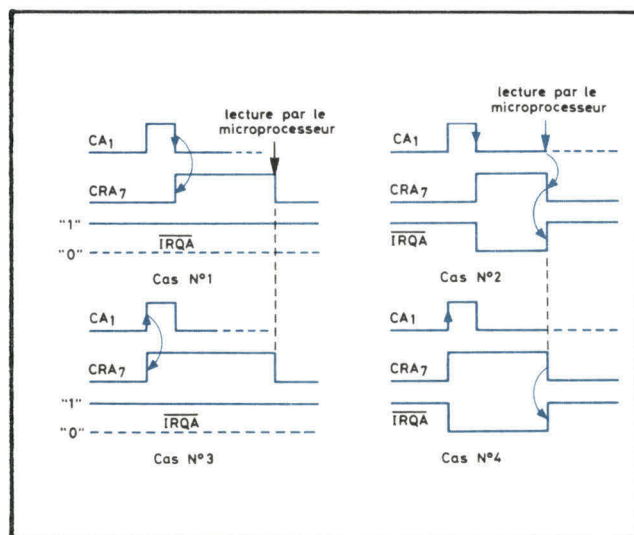 lecture par le
microprocesseur
CA1
CRA7
"1"
"0"
IRQA
Cas N°1
lecture par le
microprocesseur
CA1
CRA7
IRQA
Cas N°2
CA1
CRA7
"1"
"0"
IRQA
Cas N°3
CA1
CRA7
IRQA
Cas N°4